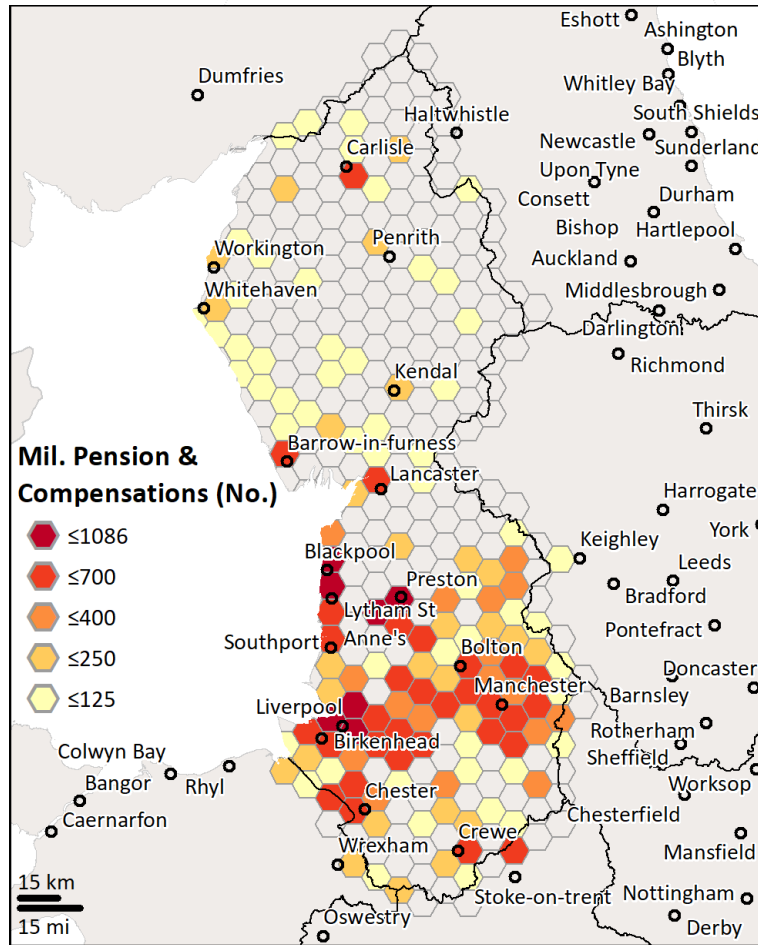 Eshott
Ashington
Blyth
Dumfries
Whitley Bay
Haltwhistle
South Shields
Newcastle
Upon Tyne
Sunderland
Carlisle
Consett
Durham
Bishop
Auckland
Hartlepool
Workington
Penrith
Whitehaven
Middlesbrough
Darlington
Richmond
Kendal
Thirsk
Barrow-in-furness
Mil. Pension &
Compensations (No.)
Lancaster
Harrogate
York
≤1086
≤700
≤400
≤250
≤125
Keighley
Leeds
Bradford
Blackpool
Preston
Lytham St
Anne's
Pontefract
Southport
Bolton
Doncaster
Barnsley
Manchester
Liverpool
Rotherham
Birkenhead
Sheffield
Colwyn Bay
Rhyl
Bangor
Worksop
Caernarfon
Chester
Chesterfield
Crewe
Mansfield
Wrexham
Stoke-on-trent
Nottingham
Oswestry
Derby
15 km
15 mi